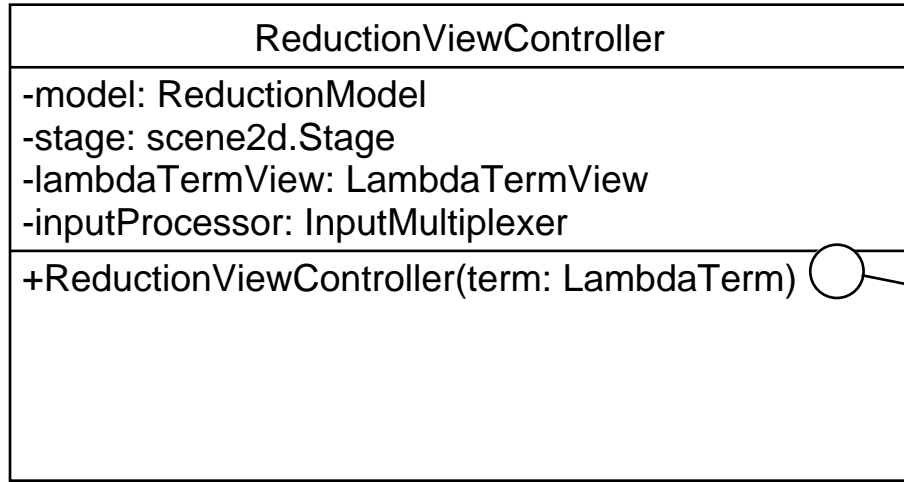 ReductionViewController
-model: ReductionModel
-stage: scene2d.Stage
-lambdaTermView: LambdaTermView
-inputProcessor: InputMultiplexer
+ReductionViewController(term: LambdaTerm)